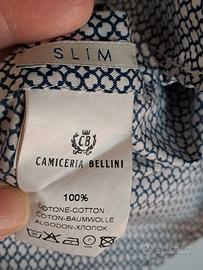 SLIM
CB
CAMICERIA BELLINI
100%
COTONE-COTTON
COTON-BAUMWOLLE
ALGODON-ХЛОПОК